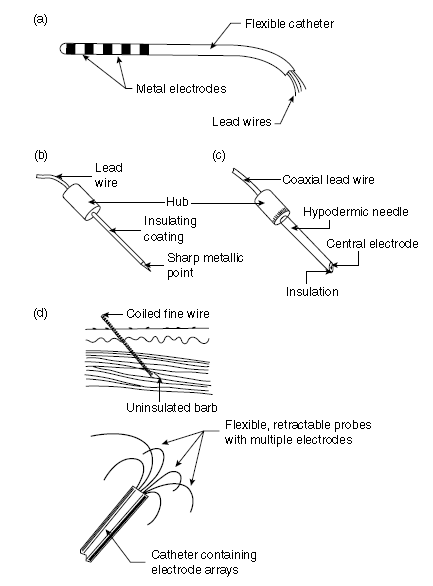 (a)
Flexible catheter
Metal electrodes
Lead wires
(b)
Lead
wire
Hub
Insulating
coating
Sharp metallic
point
(c)
Coaxial lead wire
Hypodermic needle
Central electrode
Insulation
(d)
Coiled fine wire
Uninsulated barb
Flexible, retractable probes
with multiple electrodes
Catheter containing
electrode arrays